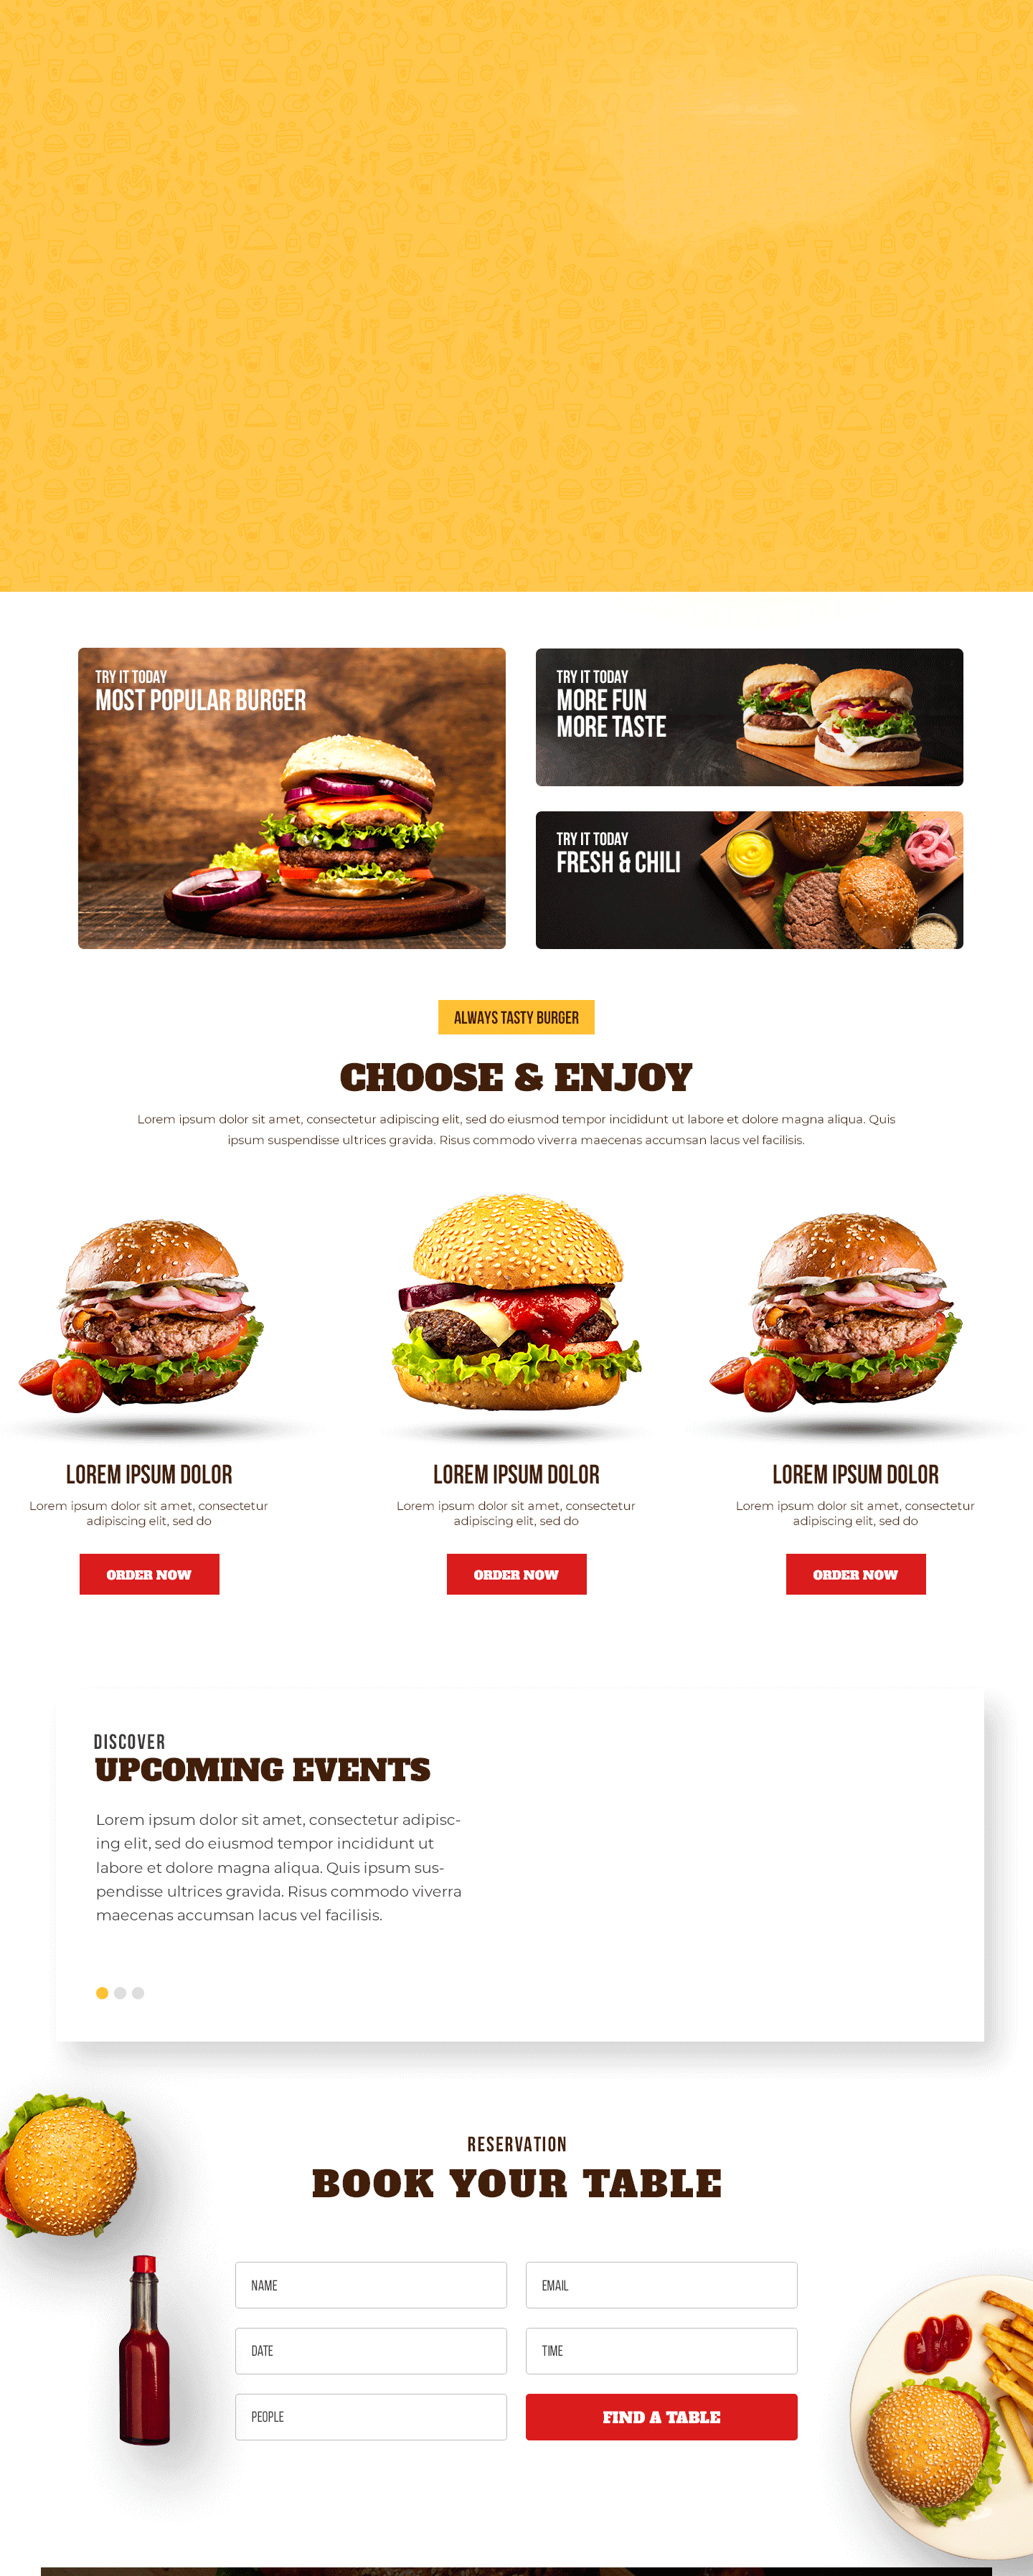 TRY IT TODAY
MOST POPULAR BURGER
TRY IT TODAY
MORE FUN
MORE TASTE
TRY IT TODAY
FRESH & CHILI
ALWAYS TASTY BURGER
CHOOSE & ENJOY
Lorem ipsum dolor sit amet, consectetur adipiscing elit, sed do eiusmod tempor incididunt ut labore et dolore magna aliqua. Quis
ipsum suspendisse ultrices gravida. Risus commodo viverra maecenas accumsan lacus vel facilisis.
LOREM IPSUM DOLOR
Lorem ipsum dolor sit amet, consectetur
adipiscing elit, sed do
ORDER NOW
LOREM IPSUM DOLOR
Lorem ipsum dolor sit amet, consectetur
adipiscing elit, sed do
ORDER NOW
LOREM IPSUM DOLOR
Lorem ipsum dolor sit amet, consectetur
adipiscing elit, sed do
ORDER NOW
DISCOVER
UPCOMING EVENTS
Lorem ipsum dolor sit amet, consectetur adipisc-
ing elit, sed do eiusmod tempor incididunt ut
labore et dolore magna aliqua. Quis ipsum sus-
pendisse ultrices gravida. Risus commodo viverra
maecenas accumsan lacus vel facilisis.
RESERVATION
BOOK YOUR TABLE
NAME
EMAIL
DATE
TIME
PEOPLE
FIND A TABLE